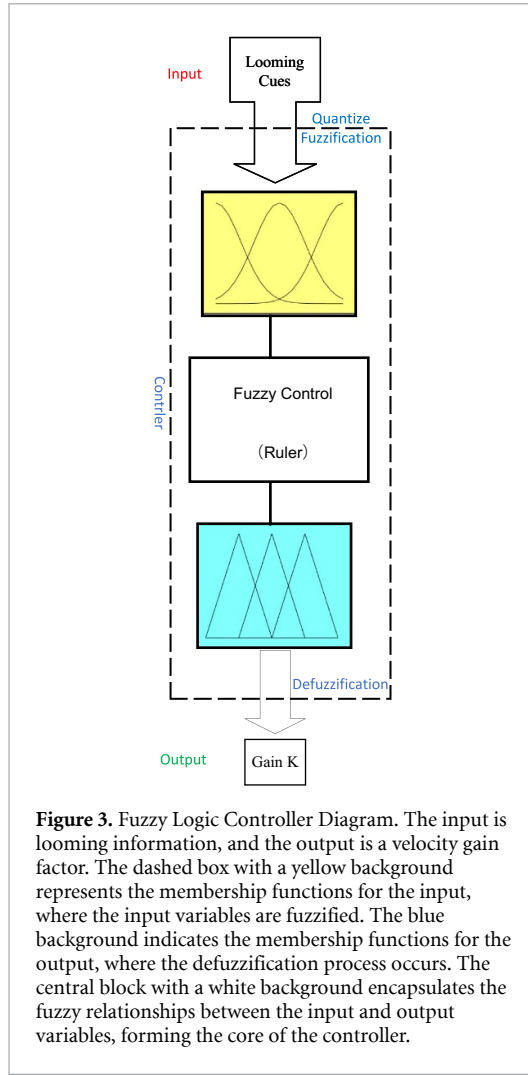 Looming
Cues
Input
Quantize
Fuzzification
Contrler
Fuzzy Control
（Ruler）
Defuzzification
Output
Gain K
Figure 3. Fuzzy Logic Controller Diagram. The input is
looming information, and the output is a velocity gain
factor. The dashed box with a yellow background
represents the membership functions for the input,
where the input variables are fuzzified. The blue
background indicates the membership functions for the
output, where the defuzzification process occurs. The
central block with a white background encapsulates the
fuzzy relationships between the input and output
variables, forming the core of the controller.